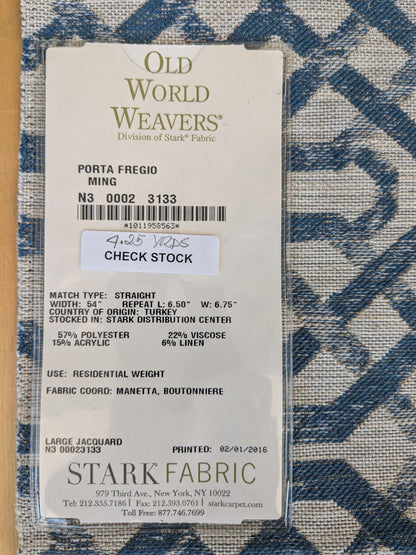 OLD
WORLD
WEAVERS®
Division of Stark® Fabric
PORTA FREGIO
MING
N3 0002 3133
*1011958563*
4.25 YRDS
CHECK STOCK
MATCH TYPE: STRAIGHT
WIDTH: 54" REPEAT L: 6.50" W: 6.75"
COUNTRY OF ORIGIN: TURKEY
STOCKED IN: STARK DISTRIBUTION CENTER
57% POLYESTER 22% VISCOSE
15% ACRYLIC 6% LINEN
USE: RESIDENTIAL WEIGHT
FABRIC COORD: MANETTA, BOUTONNIERE
LARGE JACQUARD
N3 00023133 PRINTED: 02/01/2016
STARK FABRIC
979 Third Ave., New York, NY 10022
Tel: 212.355.7186 | Fax: 212.593.0761 | starkcarpet.com
Toll Free: 877.746.7699